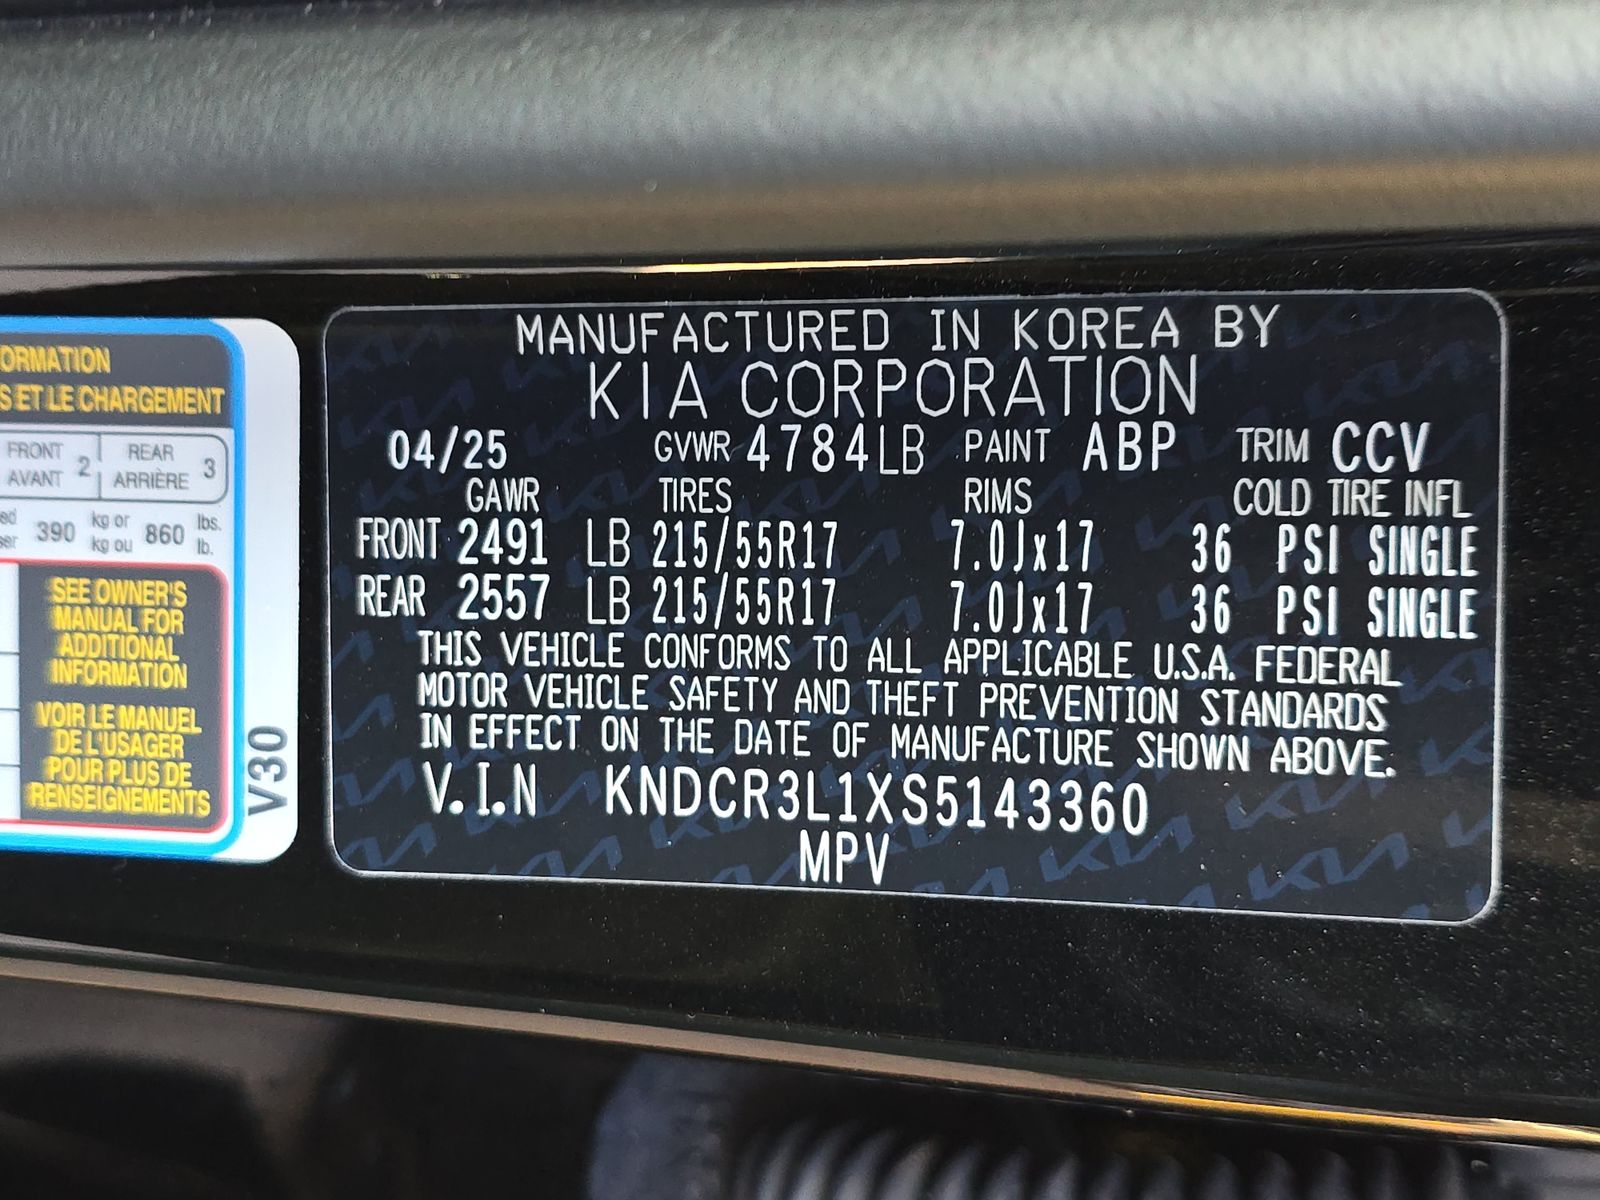 ORMATION
S ET LE CHARGEMENT
FRONT
AVANT 2
REAR
ARRIÈRE 3
390 kg or
kg ou 860 lbs.
lb.
SEE OWNER'S
MANUAL FOR
ADDITIONAL
INFORMATION
VOIR LE MANUEL
DE L'USAGER
POUR PLUS DE
RENSEIGNEMENTS
V30
MANUFACTURED IN KOREA BY
KIA CORPORATION
04/25 GVWR 4784LB PAINT ABP TRIM CCV
GAWR TIRES RIMS COLD TIRE INFL
FRONT 2491 LB 215/55R17 7.0Jx17 36 PSI SINGLE
REAR 2557 LB 215/55R17 7.0Jx17 36 PSI SINGLE
THIS VEHICLE CONFORMS TO ALL APPLICABLE U.S.A. FEDERAL
MOTOR VEHICLE SAFETY AND THEFT PREVENTION STANDARDS
IN EFFECT ON THE DATE OF MANUFACTURE SHOWN ABOVE.
V.I.N KNDCR3L1XS5143360
MPV